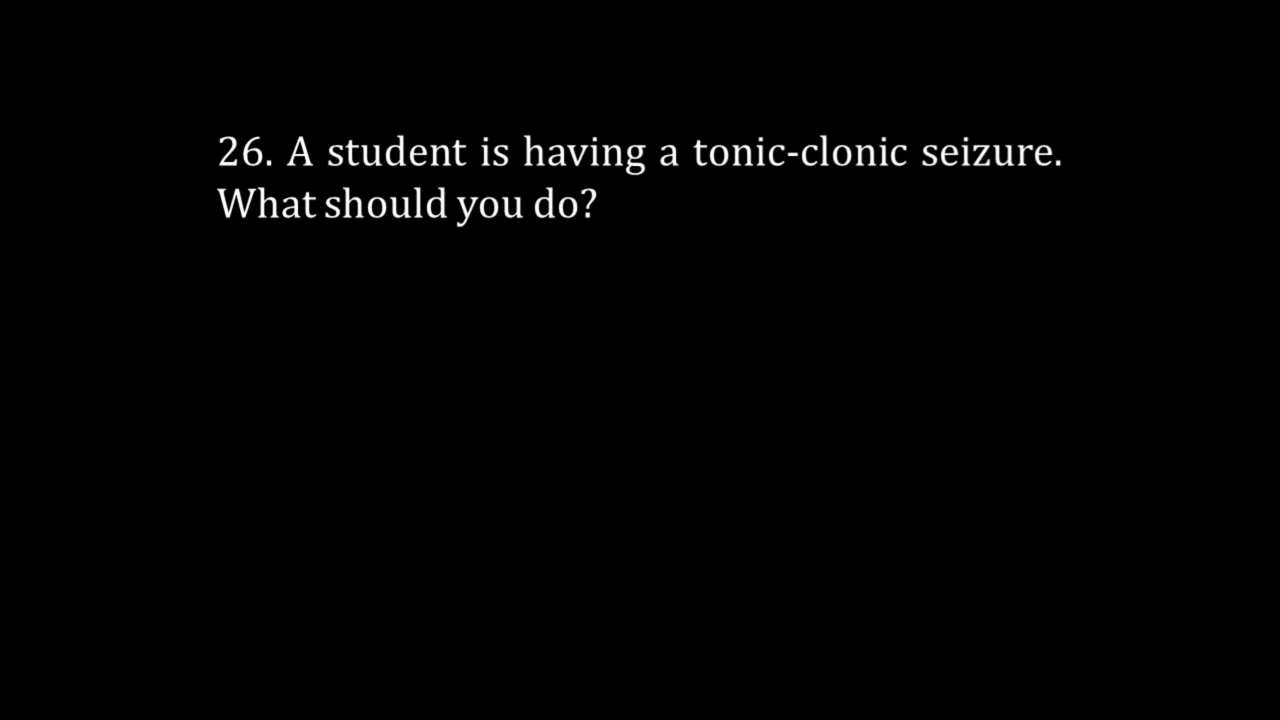 26. A student is having a tonic-clonic seizure.
What should you do?